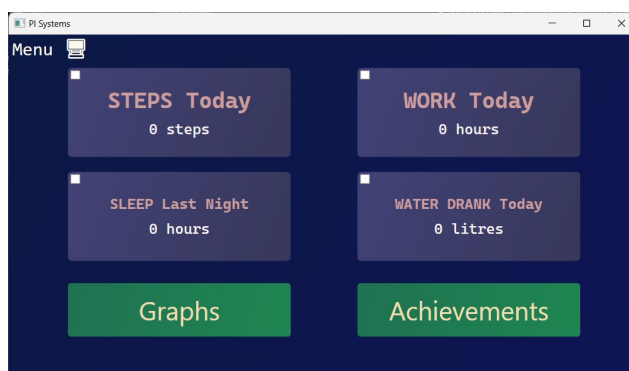 PI Systems
Menu
STEPS Today
0 steps
WORK Today
0 hours
SLEEP Last Night
0 hours
WATER DRANK Today
0 litres
Graphs
Achievements